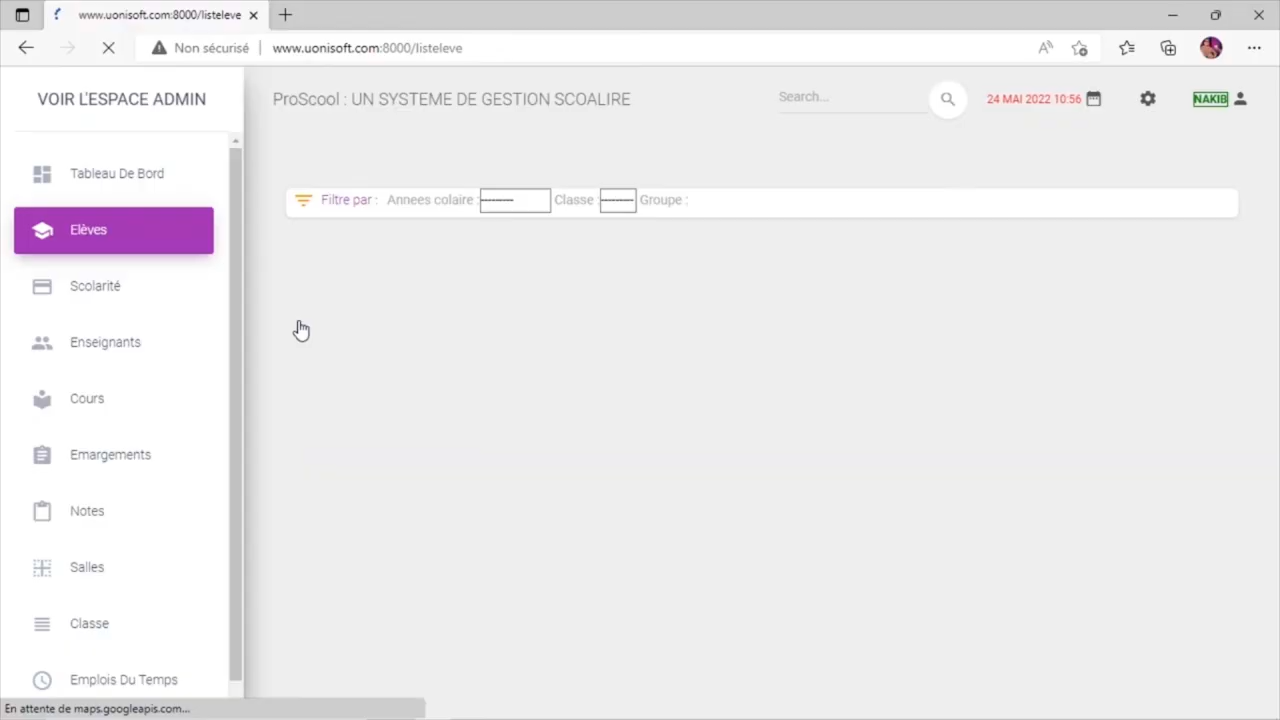 www.uonisoft.com:8000/listeleve
Non sécurisé
www.uonisoft.com:8000/listeleve
VOIR L'ESPACE ADMIN
ProScool : UN SYSTEME DE GESTION SCOALIRE
Search...
24 MAI 2022 10:56
NAKIB
Tableau De Bord
Elèves
Scolarité
Enseignants
Cours
Emargements
Notes
Salles
Classe
Emplois Du Temps
Filtre par : Annees colaire : --------- Classe : --------- Groupe :
En attente de maps.googleapis.com...